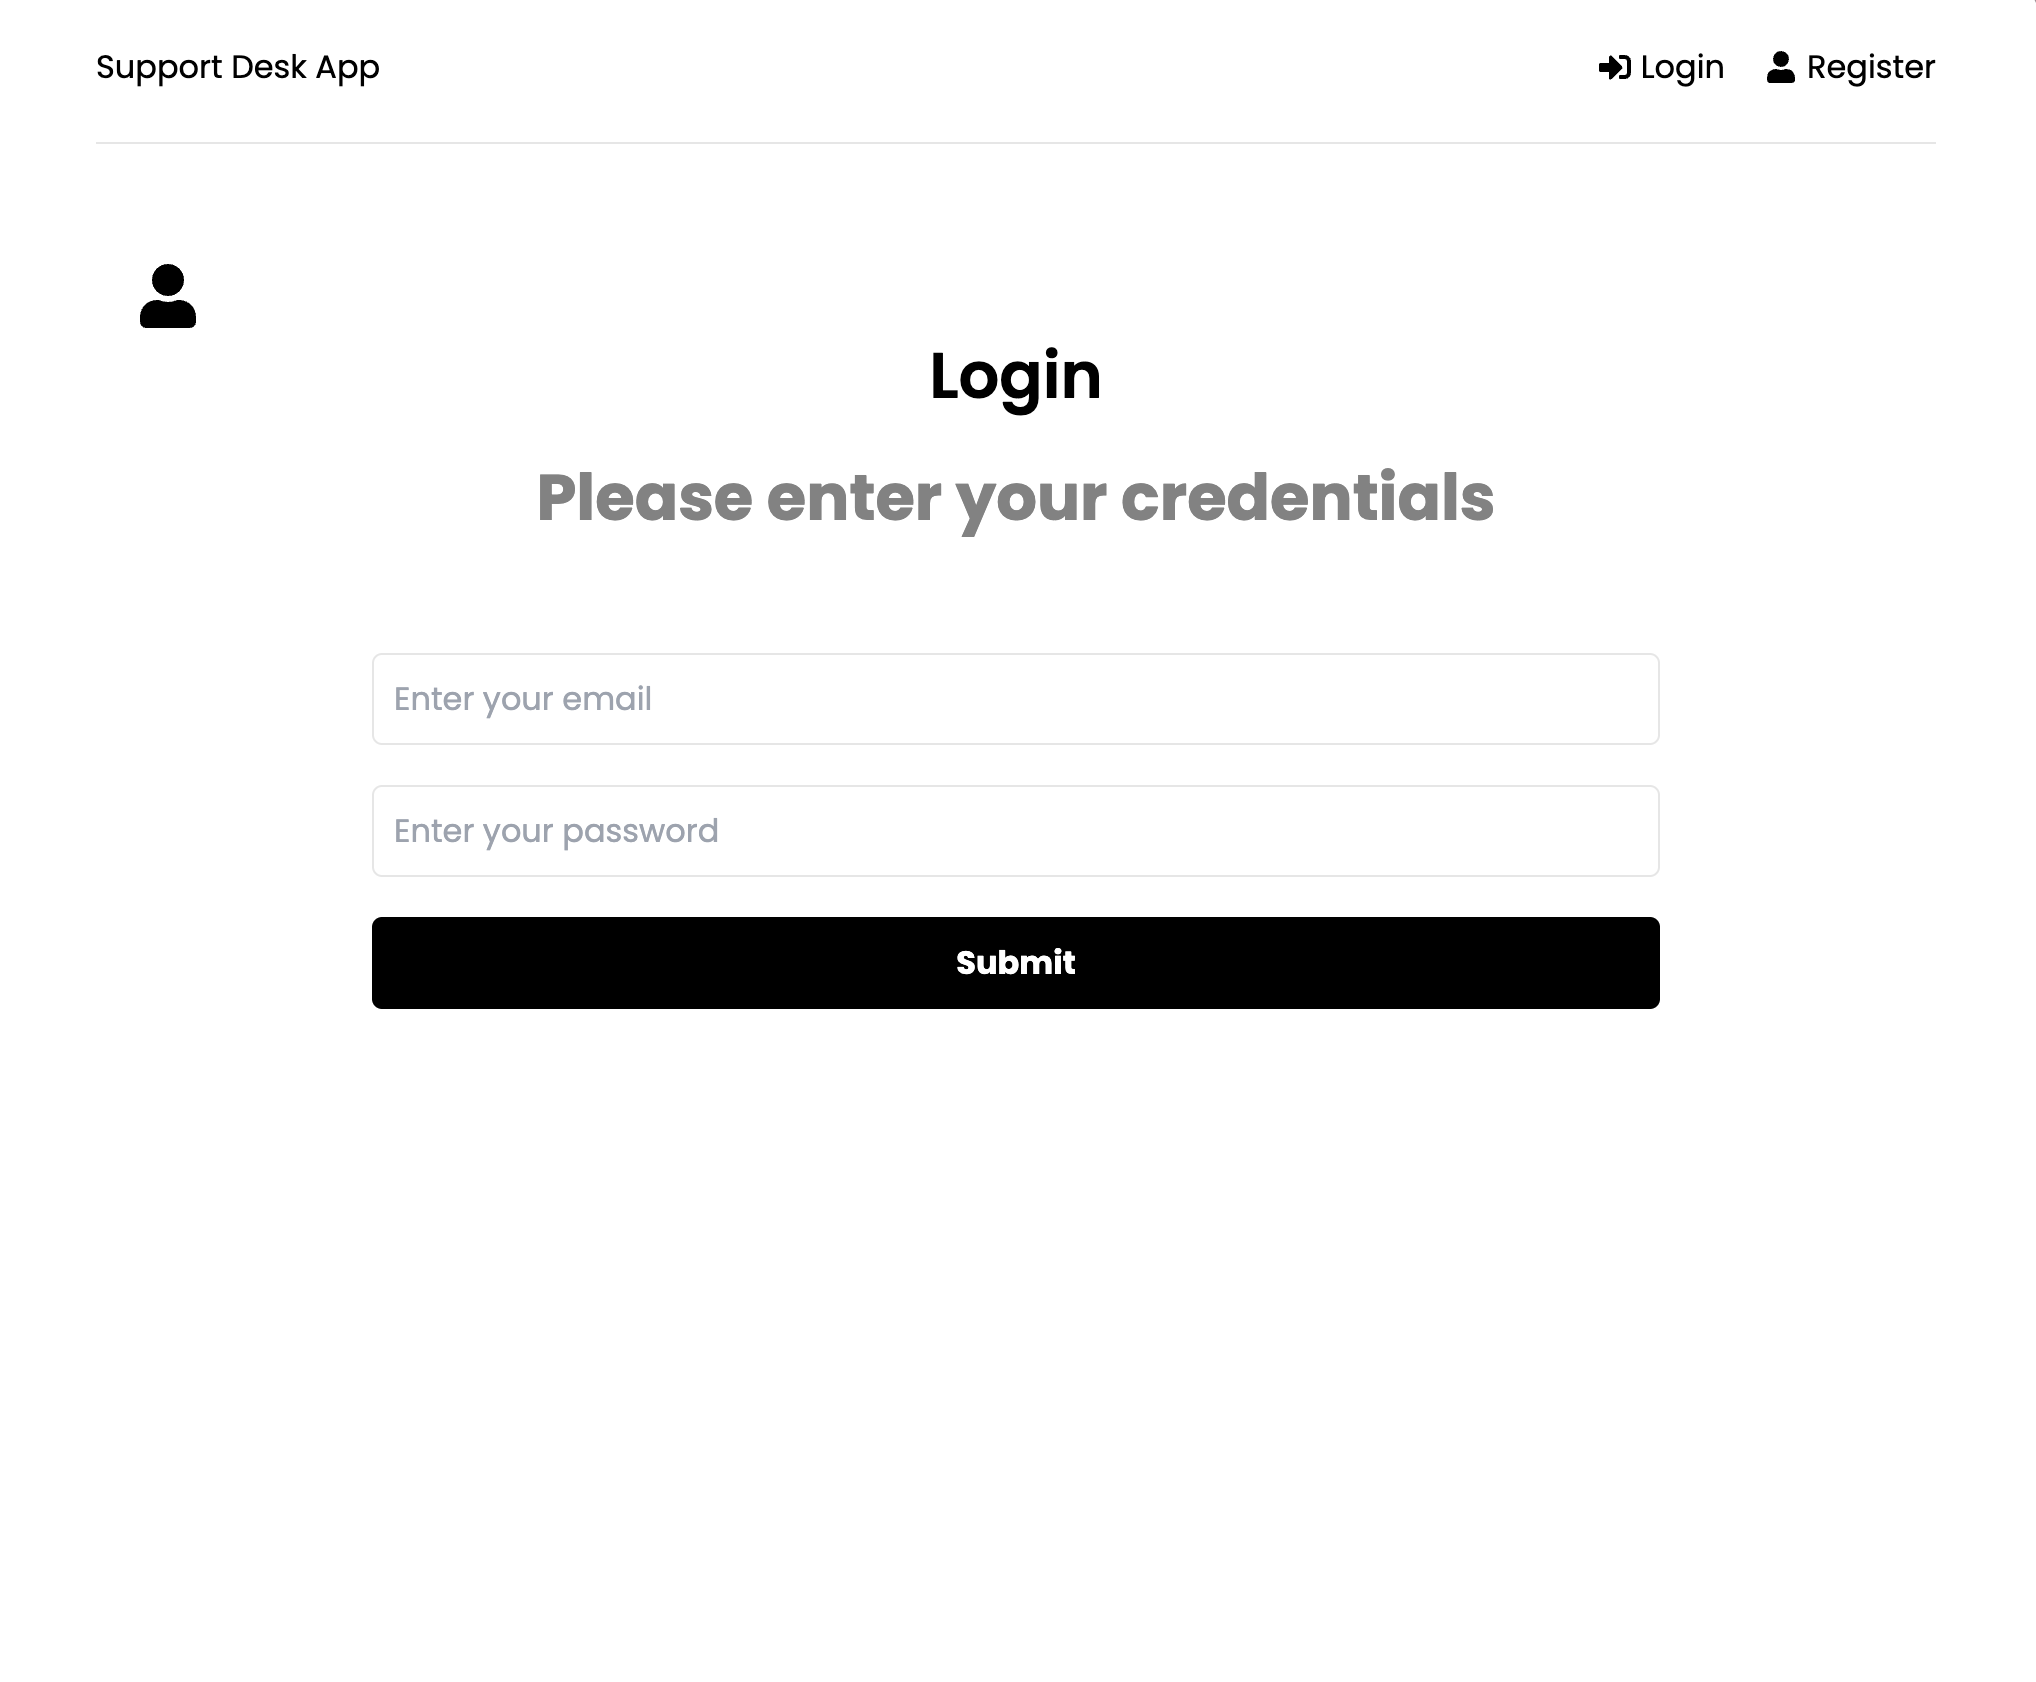 Support Desk App
Login
Register
Login
Please enter your credentials
Enter your email
Enter your password
Submit